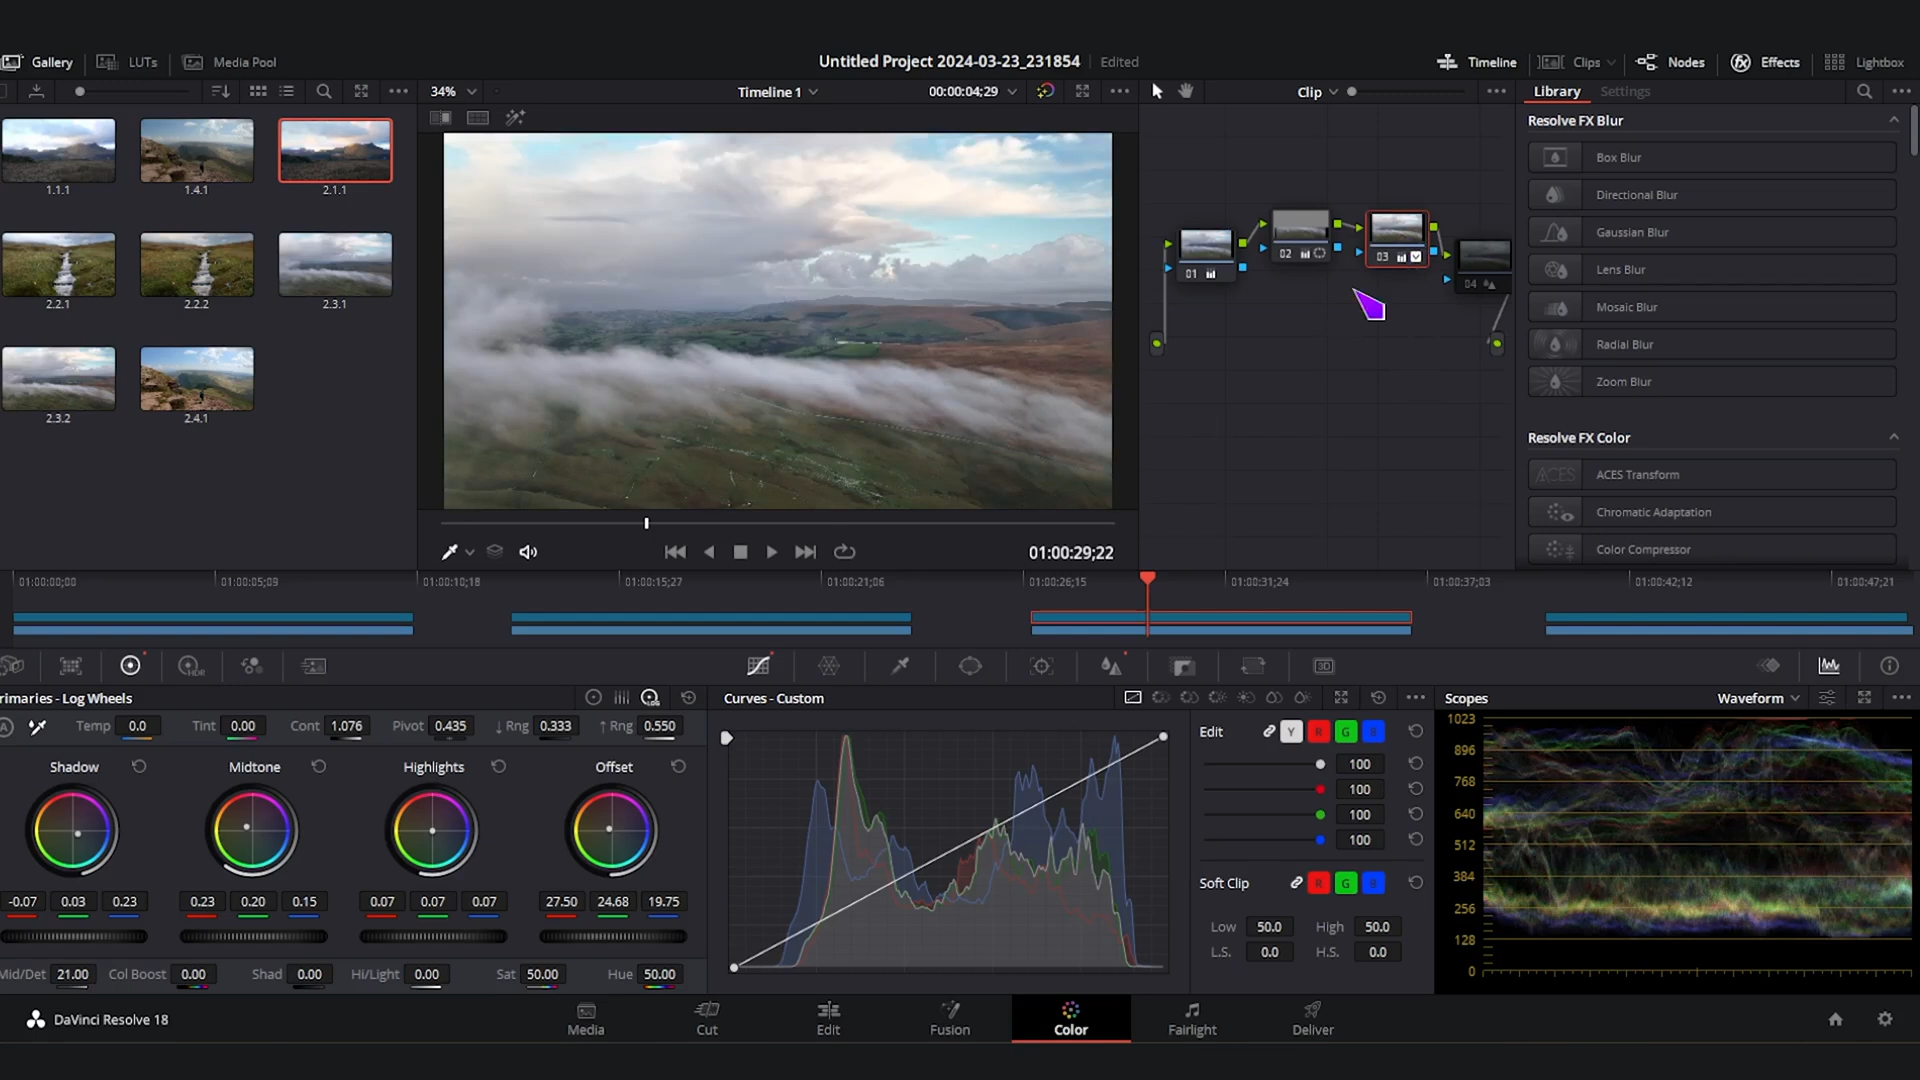 Gallery LUTs Media Pool Untitled Project 2024-03-23_231854 Edited Timeline Clips Nodes Effects Lightbox
34% Timeline 1 00:00:04;29 Clip Library Settings
Resolve FX Blur
Box Blur
1.1.1 1.4.1 2.1.1
Directional Blur
Gaussian Blur
01 02 03 04
Lens Blur
2.2.1 2.2.2 2.3.1
Mosaic Blur
Radial Blur
Zoom Blur
2.3.2 2.4.1
Resolve FX Color
ACES ACES Transform
Chromatic Adaptation
Color Compressor
01:00:29;22
01:00:00;00 01:00:05;09 01:00:10;18 01:00:15;27 01:00:21;06 01:00:26;15 01:00:31;24 01:00:37;03 01:00:42;12 01:00:47;21
HDR 3D
rimaries - Log Wheels LOG Curves - Custom Scopes Waveform
A Temp 0.0 Tint 0.00 Cont 1.076 Pivot 0.435 ↓ Rng 0.333 ↑ Rng 0.550
Shadow Midtone Highlights Offset
-0.07 0.03 0.23 0.23 0.20 0.15 0.07 0.07 0.07 27.50 24.68 19.75
Mid/Det 21.00 Col Boost 0.00 Shad 0.00 Hi/Light 0.00 Sat 50.00 Hue 50.00
Edit Y R G B
100
100
100
100
Soft Clip R G B
Low 50.0 High 50.0
L.S. 0.0 H.S. 0.0
1023
896
768
640
512
384
256
128
0
DaVinci Resolve 18 Media Cut Edit Fusion Color Fairlight Deliver